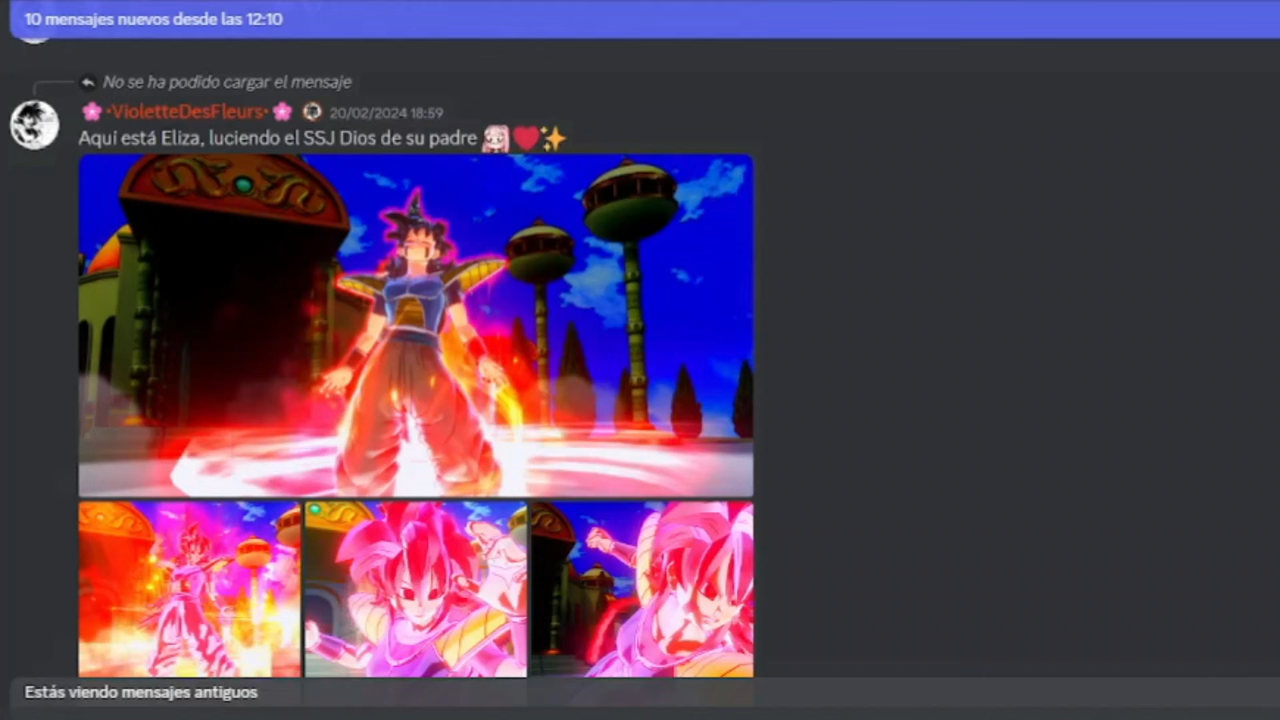 10 mensajes nuevos desde las 12:10
No se ha podido cargar el mensaje
•VioletteDesFleurs• 20/02/2024 18:59
Aquí está Eliza, luciendo el SSJ Dios de su padre
Estás viendo mensajes antiguos